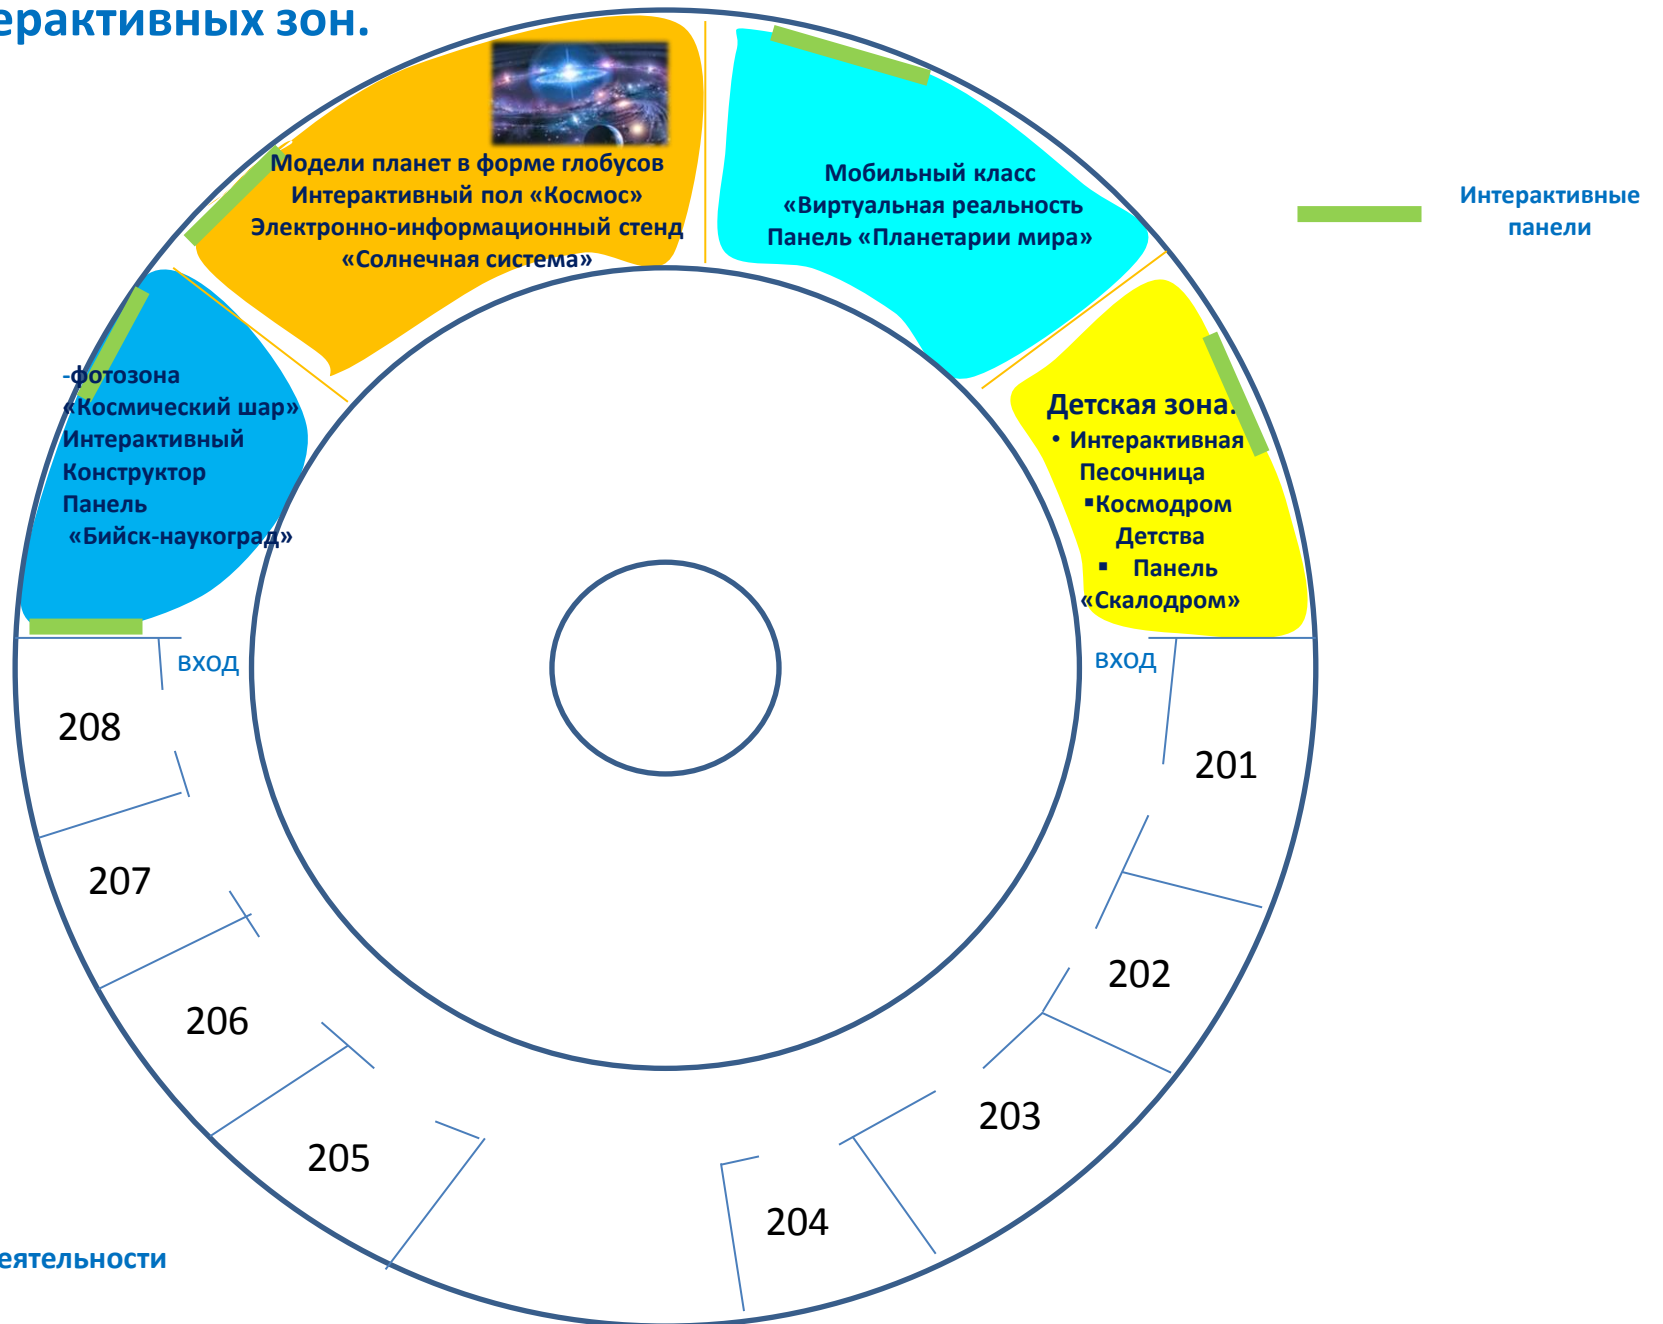 ерактивных зон.
Модели планет в форме глобусов
Интерактивный пол «Космос»
Электронно-информационный стенд
«Солнечная система»
Мобильный класс
«Виртуальная реальность
Панель «Планетарии мира»
Интерактивные
панели
-фотозона
«Космический шар»
Интерактивный
Конструктор
Панель
«Бийск-наукоград»
Детская зона.
• Интерактивная
Песочница
▪Космодром
Детства
▪ Панель
«Скалодром»
вход
вход
208
201
207
202
206
203
205
204
еятельности